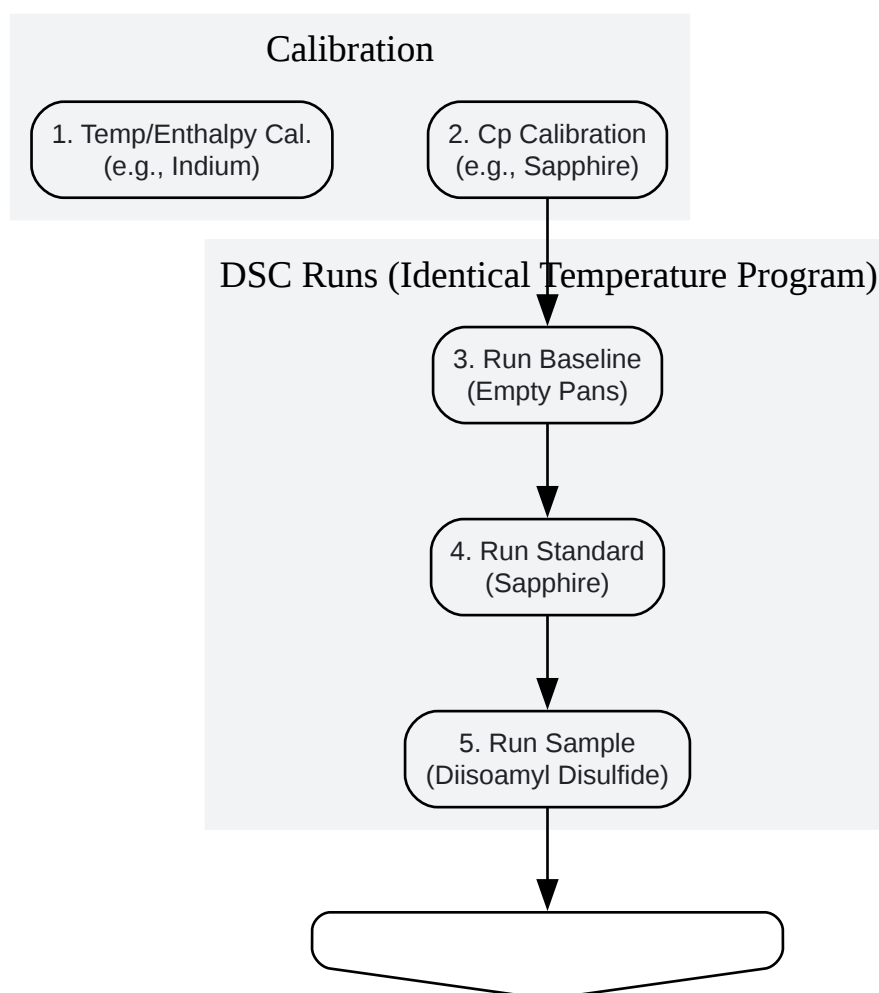 Calibration
1. Temp/Enthalpy Cal.
(e.g., Indium)
2. Cp Calibration
(e.g., Sapphire)
DSC Runs (Identical Temperature Program)
3. Run Baseline
(Empty Pans)
4. Run Standard
(Sapphire)
5. Run Sample
(Diisoamyl Disulfide)